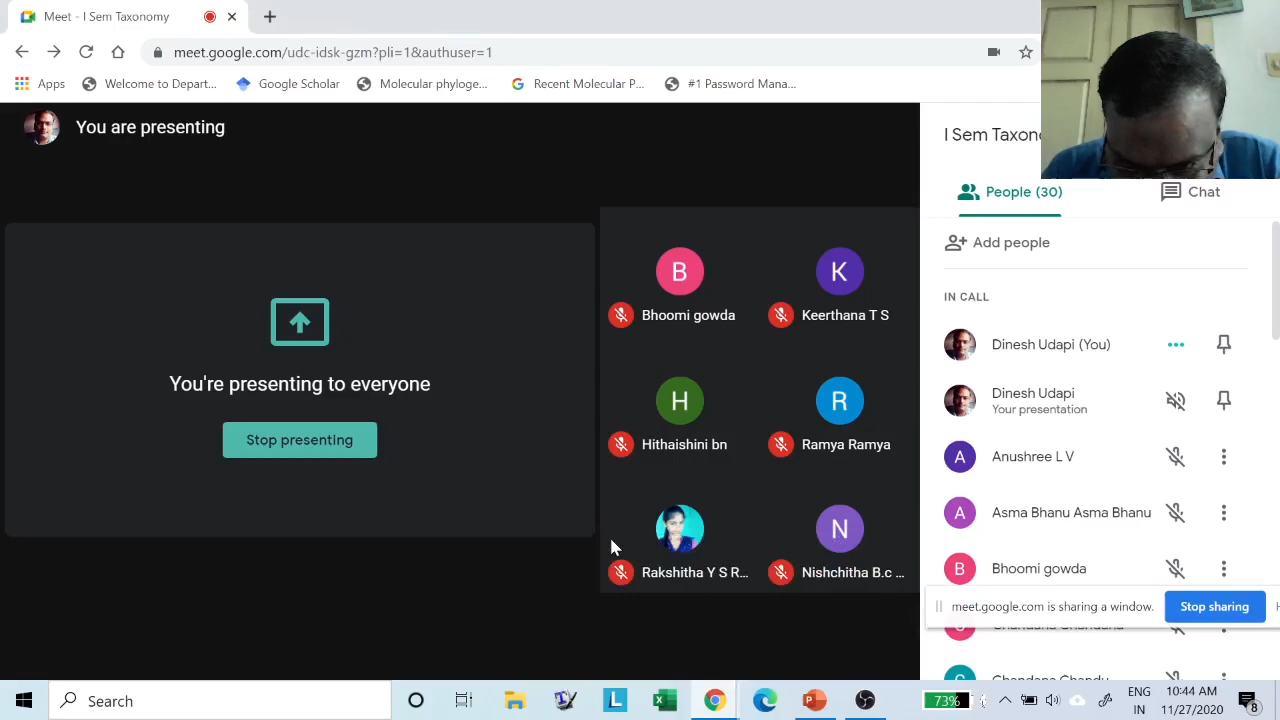 Meet - I Sem Taxonomy
meet.google.com/udc-idsk-gzm?pli=1&authuser=1
Apps
Welcome to Depart...
Google Scholar
Molecular phyloge...
Recent Molecular P...
#1 Password Mana...
You are presenting
I Sem Taxono
People (30)
Chat
Add people
IN CALL
You're presenting to everyone
Stop presenting
B
Bhoomi gowda
K
Keerthana T S
H
Hithaishini bn
R
Ramya Ramya
Rakshitha Y S R...
N
Nishchitha B.c ...
Dinesh Udapi (You)
Dinesh Udapi
Your presentation
A
Anushree L V
A
Asma Bhanu Asma Bhanu
B
Bhoomi gowda
meet.google.com is sharing a window.
Stop sharing
H
Search
73%
ENG
IN
10:44 AM
11/27/2020
8